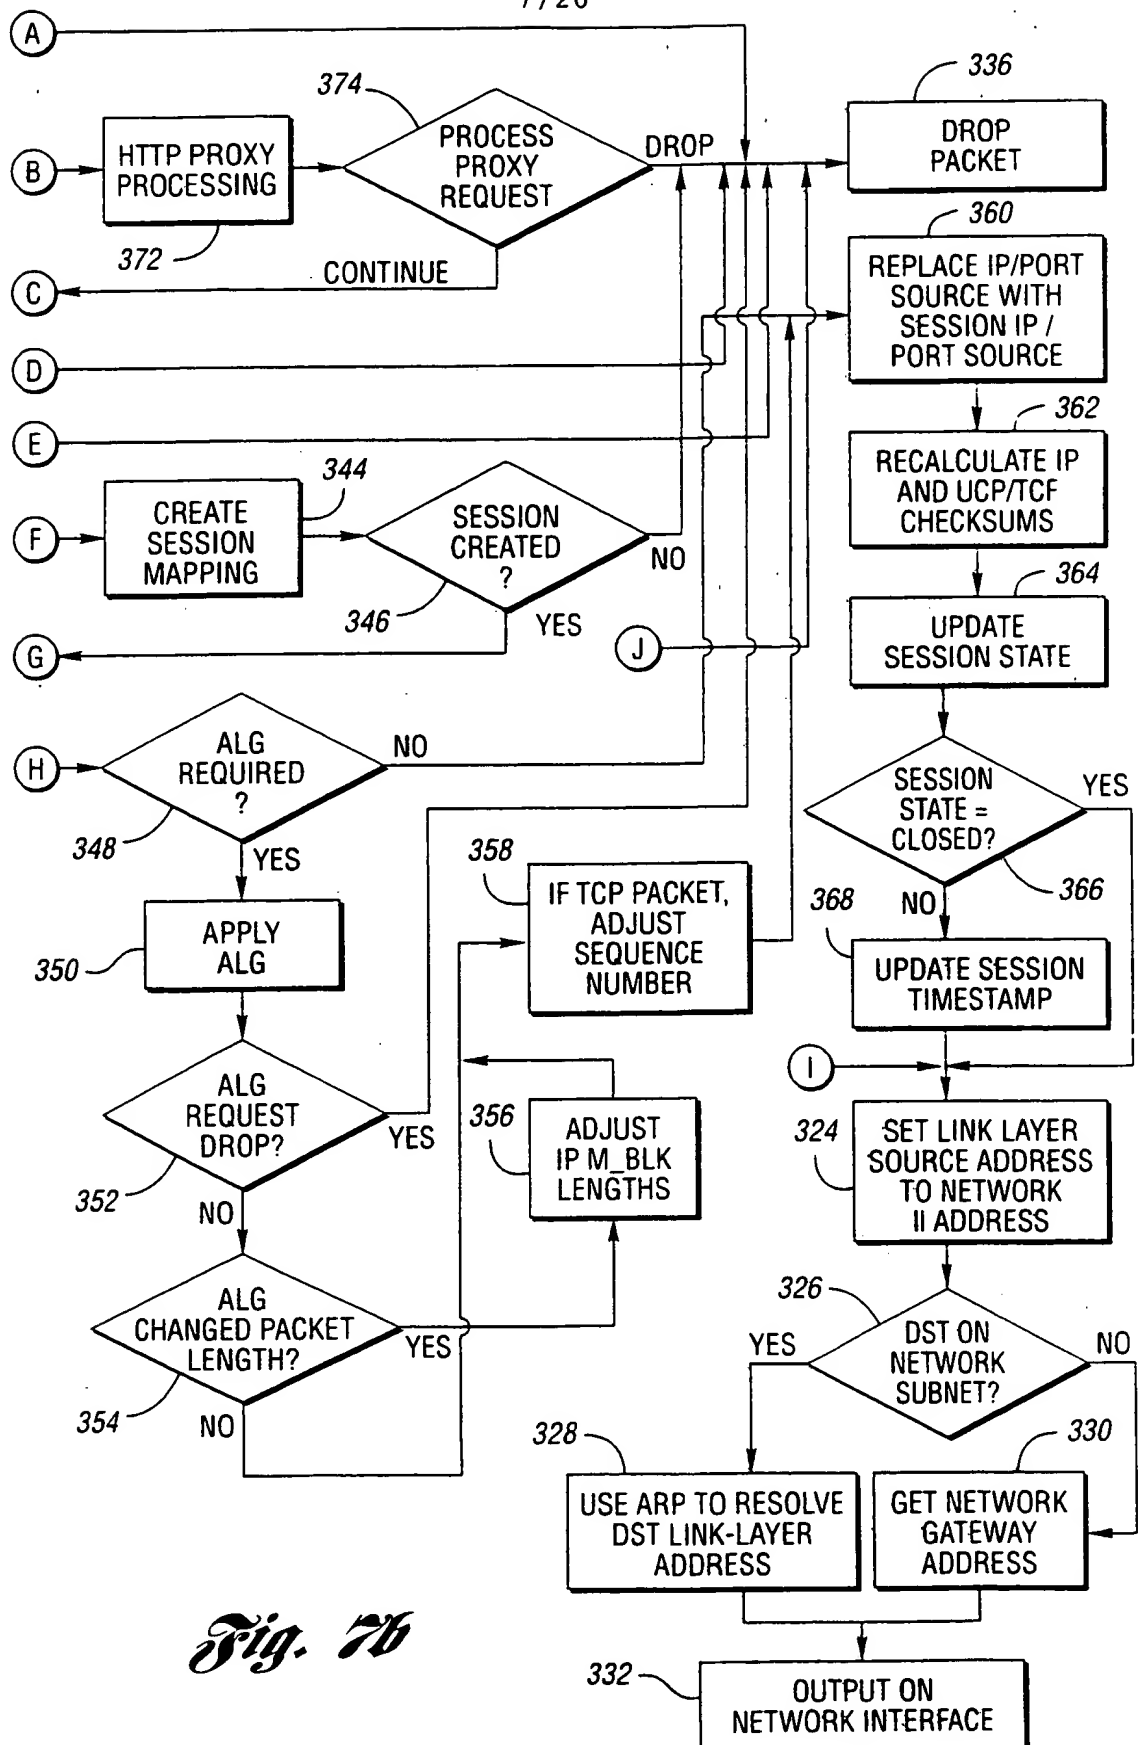 7/26
A
336
374
DROP
PACKET
B
HTTP PROXY
PROCESSING
PROCESS
PROXY
REQUEST
DROP
372
360
C
CONTINUE
REPLACE IP/PORT
SOURCE WITH
SESSION IP /
PORT SOURCE
D
E
362
RECALCULATE IP
AND UCP/TCF
CHECKSUMS
344
F
CREATE
SESSION
MAPPING
SESSION
CREATED
?
NO
346
YES
364
UPDATE
SESSION STATE
G
J
H
ALG
REQUIRED
?
NO
348
YES
SESSION
STATE =
CLOSED?
YES
366
NO
350
APPLY
ALG
358
IF TCP PACKET,
ADJUST
SEQUENCE
NUMBER
368
UPDATE SESSION
TIMESTAMP
I
ALG
REQUEST
DROP?
YES
352
NO
356
ADJUST
IP M_BLK
LENGTHS
324
SET LINK LAYER
SOURCE ADDRESS
TO NETWORK
II ADDRESS
ALG
CHANGED PACKET
LENGTH?
YES
354
NO
326
YES
DST ON
NETWORK
SUBNET?
NO
328
USE ARP TO RESOLVE
DST LINK-LAYER
ADDRESS
330
GET NETWORK
GATEWAY
ADDRESS
Fig. 7b
332
OUTPUT ON
NETWORK INTERFACE